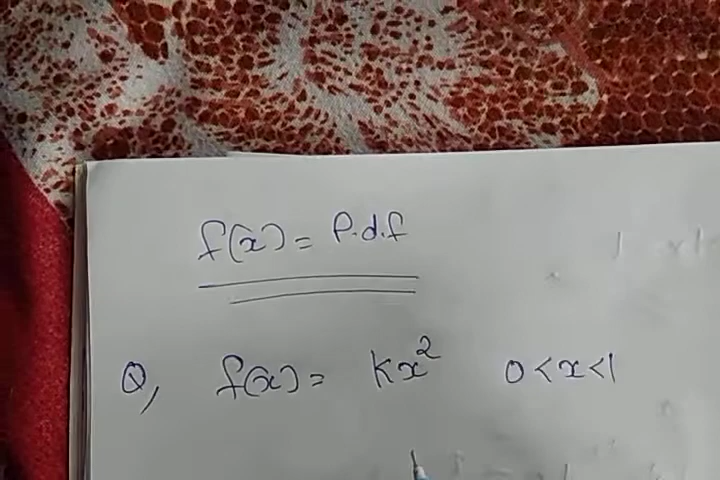 f(x) = P.d.f
Q, f(x) = Kx² 0<x<1